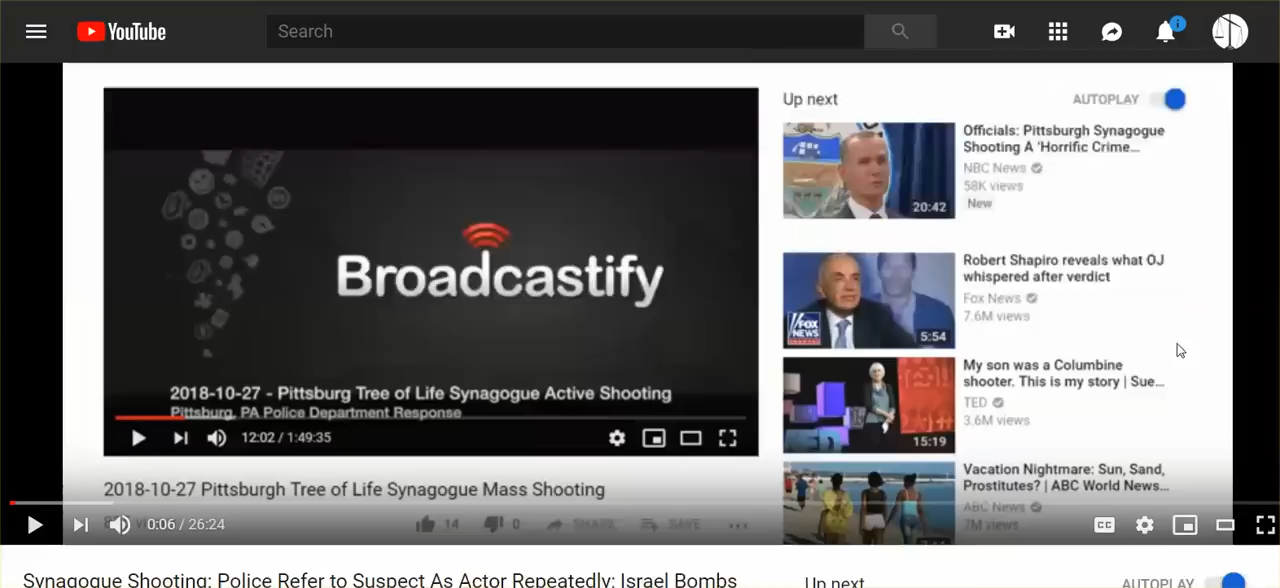 YouTube
Search
Up next
AUTOPLAY
Broadcastify
2018-10-27 - Pittsburg Tree of Life Synagogue Active Shooting
Pittsburg, PA Police Department Response
12:02 / 1:49:35
2018-10-27 Pittsburgh Tree of Life Synagogue Mass Shooting
14
0
SHARE
SAVE
20:42
Officials: Pittsburgh Synagogue
Shooting A 'Horrific Crime...
NBC News
58K views
New
FOX
NEWS
5:54
Robert Shapiro reveals what OJ
whispered after verdict
Fox News
7.6M views
15:19
My son was a Columbine
shooter. This is my story | Sue...
TED
3.6M views
Vacation Nightmare: Sun, Sand,
Prostitutes? | ABC World News...
ABC News
7M views
0:06 / 26:24
CC
Synagogue Shooting: Police Refer to Suspect As Actor Repeatedly: Israel Bombs
Up next
AUTOPLAY